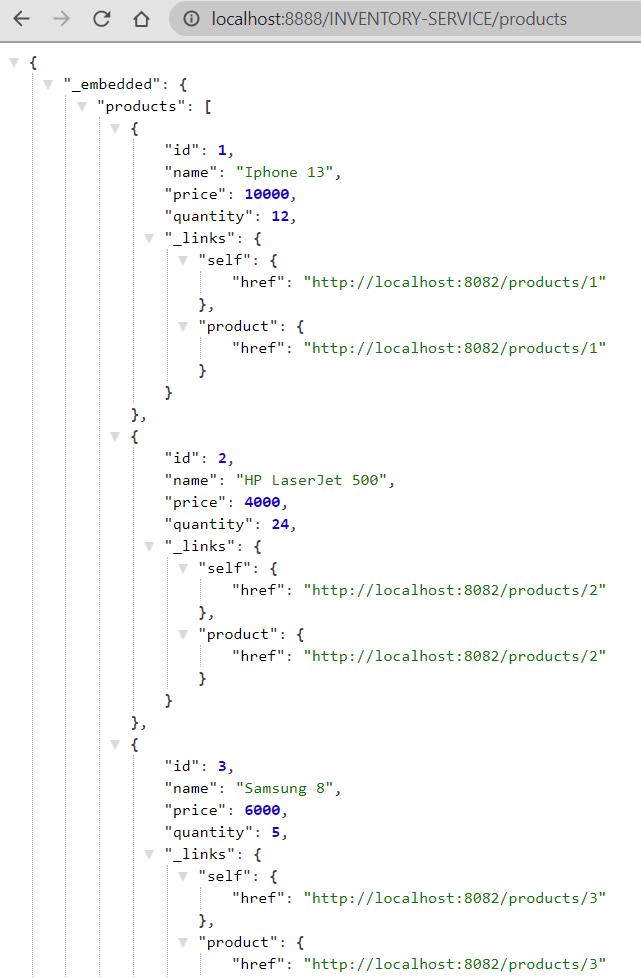 localhost:8888/INVENTORY-SERVICE/products
{
"_embedded": {
"products": [
{
"id": 1,
"name": "Iphone 13",
"price": 10000,
"quantity": 12,
"_links": {
"self": {
"href": "http://localhost:8082/products/1"
},
"product": {
"href": "http://localhost:8082/products/1"
}
}
},
{
"id": 2,
"name": "HP LaserJet 500",
"price": 4000,
"quantity": 24,
"_links": {
"self": {
"href": "http://localhost:8082/products/2"
},
"product": {
"href": "http://localhost:8082/products/2"
}
}
},
{
"id": 3,
"name": "Samsung 8",
"price": 6000,
"quantity": 5,
"_links": {
"self": {
"href": "http://localhost:8082/products/3"
},
"product": {
"href": "http://localhost:8082/products/3"